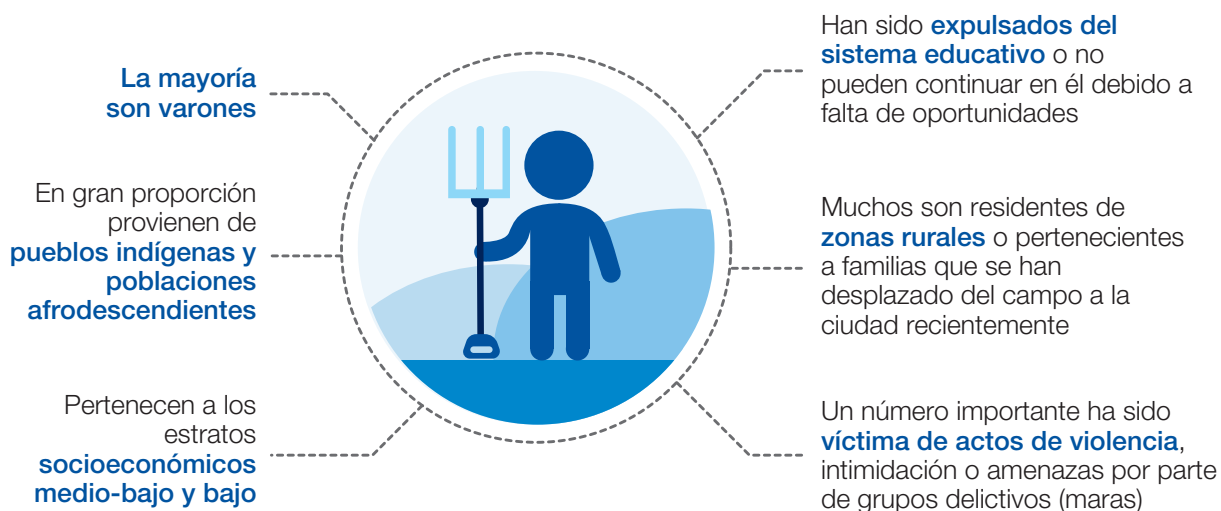 La mayoría
son varones
En gran proporción
provienen de
pueblos indígenas y
poblaciones
afrodescendientes
Pertenecen a los
estratos
socioeconómicos
medio-bajo y bajo
Han sido expulsados del
sistema educativo o no
pueden continuar en él debido a
falta de oportunidades
Muchos son residentes de
zonas rurales o pertenecientes
a familias que se han
desplazado del campo a la
ciudad recientemente
Un número importante ha sido
víctima de actos de violencia,
intimidación o amenazas por parte
de grupos delictivos (maras)